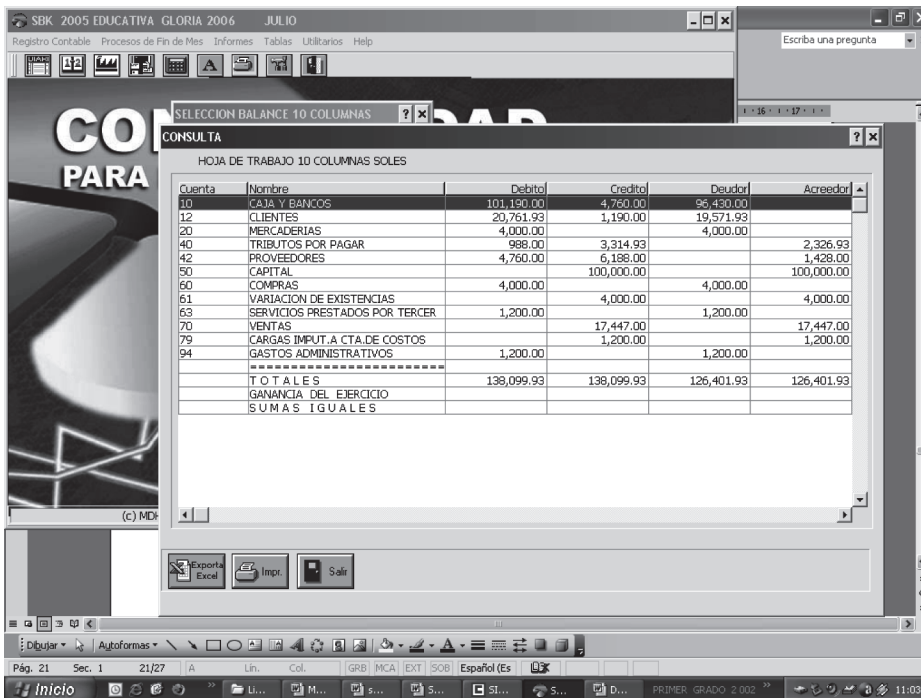 SBK 2005 EDUCATIVA GLORIA 2006 JULIO
Registro Contable Procesos de Fin de Mes Informes Tablas Utilitarios Help
Escriba una pregunta
DIARI
12
A
16 17
SELECCION BALANCE 10 COLUMNAS
CONSULTA
PARA
HOJA DE TRABAJO 10 COLUMNAS SOLES
Cuenta Nombre Debito Credito Deudor Acreedor
10 CAJA Y BANCOS 101,190.00 4,760.00 96,430.00
12 CLIENTES 20,761.93 1,190.00 19,571.93
20 MERCADERIAS 4,000.00 4,000.00
40 TRIBUTOS POR PAGAR 988.00 3,314.93 2,326.93
42 PROVEEDORES 4,760.00 6,188.00 1,428.00
50 CAPITAL 100,000.00 100,000.00
60 COMPRAS 4,000.00 4,000.00
61 VARIACION DE EXISTENCIAS 4,000.00 4,000.00
63 SERVICIOS PRESTADOS POR TERCER 1,200.00 1,200.00
70 VENTAS 17,447.00 17,447.00
79 CARGAS IMPUT.A CTA.DE COSTOS 1,200.00 1,200.00
94 GASTOS ADMINISTRATIVOS 1,200.00 1,200.00
=========================
T O T A L E S 138,099.93 138,099.93 126,401.93 126,401.93
GANANCIA DEL EJERCICIO
S U M A S I G U A L E S
(c) MD
Exporta Excel Impr. Salir
Dibujar Autoformas
Pág. 21 Sec. 1 21/27 A Lín. Col. GRB MCA EXT SOB Español (Es
Inicio Li... M... s... S... SI... S... D... PRIMER GRADO 2 002 11:0